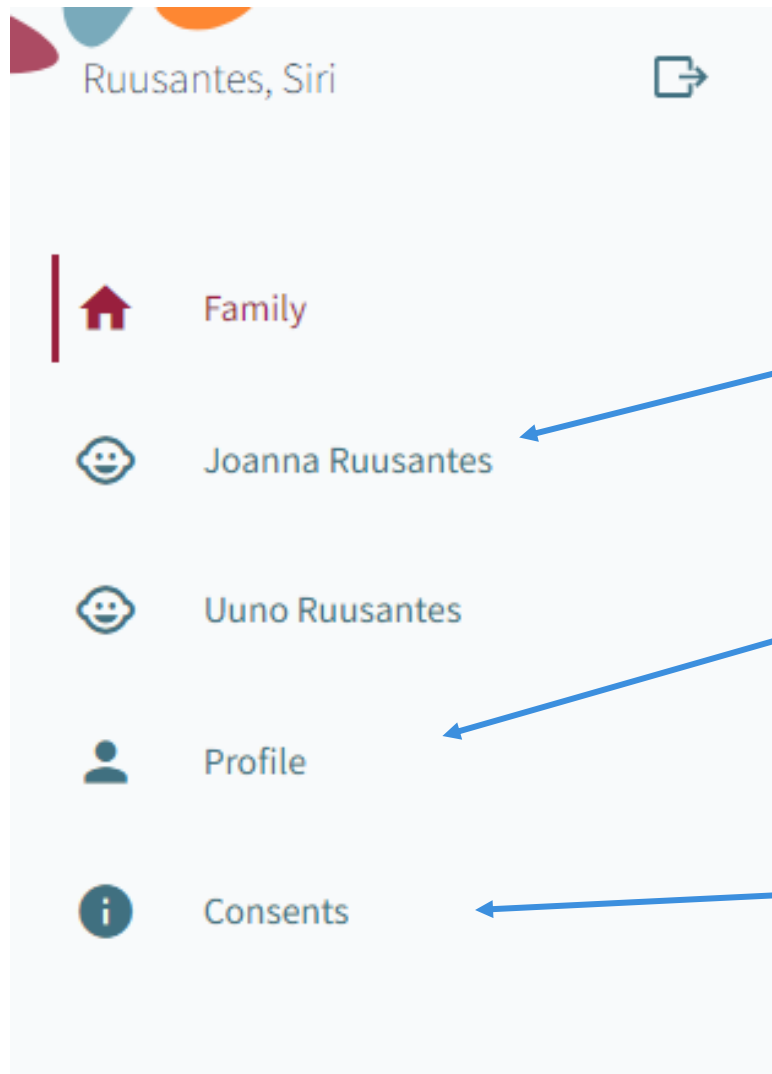 Ruusantes, Siri
Family
Joanna Ruusantes
Uuno Ruusantes
Profile
Consents